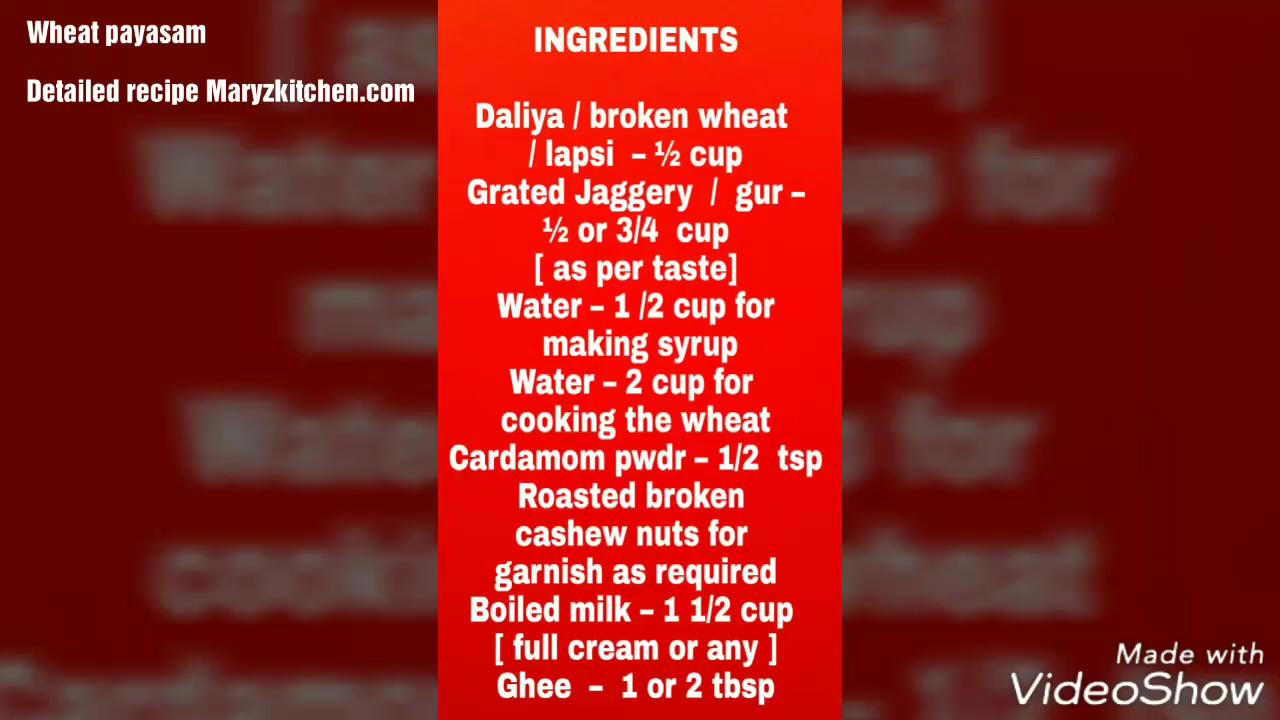 Wheat payasam
Detailed recipe Maryzkitchen.com
INGREDIENTS
Daliya / broken wheat
/ lapsi – ½ cup
Grated Jaggery / gur –
½ or 3/4 cup
[ as per taste]
Water – 1 /2 cup for
making syrup
Water – 2 cup for
cooking the wheat
Cardamom pwdr – 1/2 tsp
Roasted broken
cashew nuts for
garnish as required
Boiled milk – 1 1/2 cup
[ full cream or any ]
Ghee – 1 or 2 tbsp
Made with
VideoShow